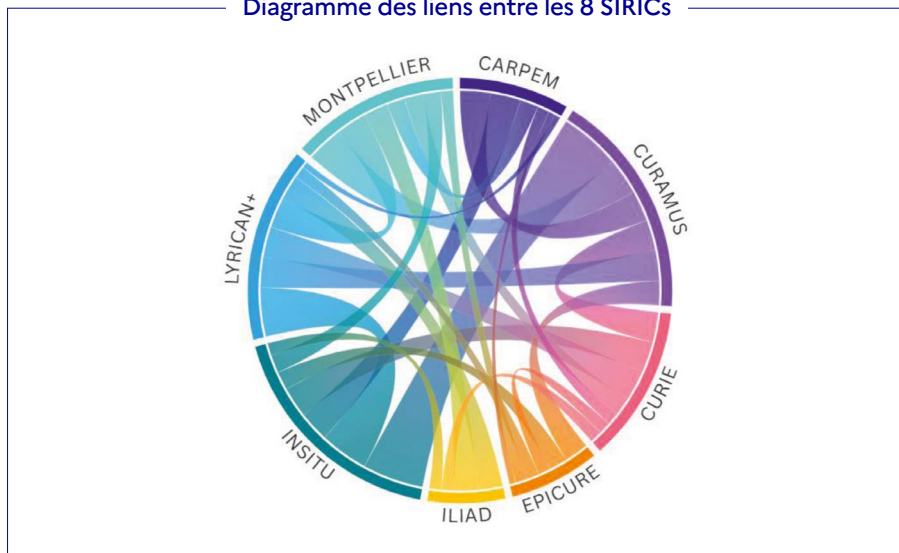 Diagramme des liens entre les 8 SIRICs
MONTPELLIER
CARPEM
CURAMUS
LYRICAN+
CURIE
INSITU
EPICURE
ILIAD